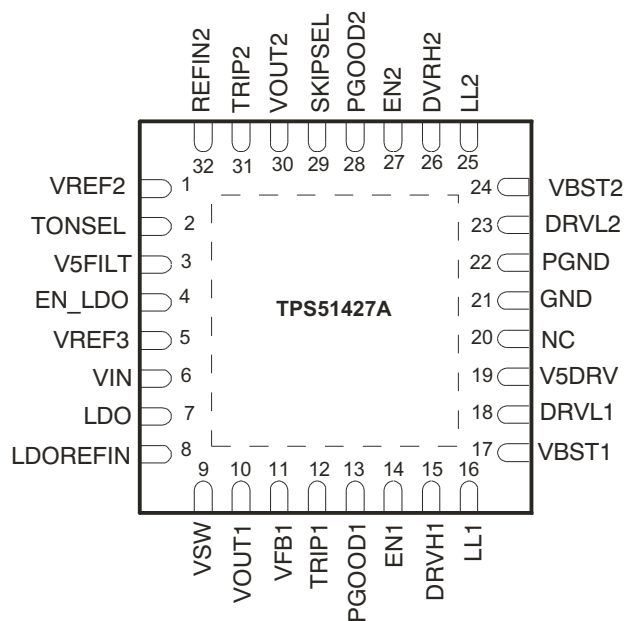 REFIN2
TRIP2
VOUT2
SKIPSEL
PGOOD2
EN2
DVRH2
LL2
32
31
30
29
28
27
26
25
VREF2 1
TONSEL 2
V5FILT 3
EN_LDO 4
VREF3 5
VIN 6
LDO 7
LDOREFIN 8
TPS51427A
24 VBST2
23 DRVL2
22 PGND
21 GND
20 NC
19 V5DRV
18 DRVL1
17 VBST1
9
10
11
12
13
14
15
16
VSW
VOUT1
VFB1
TRIP1
PGOOD1
EN1
DRVH1
LL1